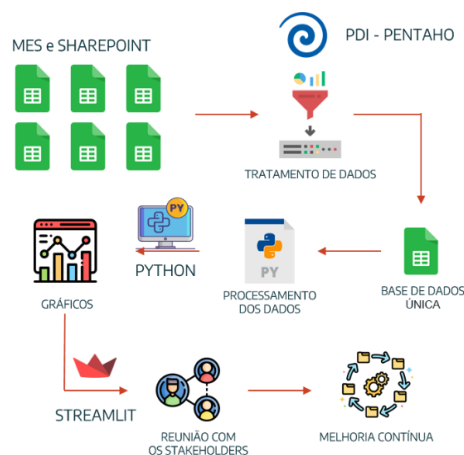 MES e SHAREPOINT
PDI - PENTAHO
TRATAMENTO DE DADOS
PY
PYTHON
GRÁFICOS
PY
PROCESSAMENTO
DOS DADOS
BASE DE DADOS
ÚNICA
STREAMLIT
REUNIÃO COM
OS STAKEHOLDERS
MELHORIA CONTÍNUA